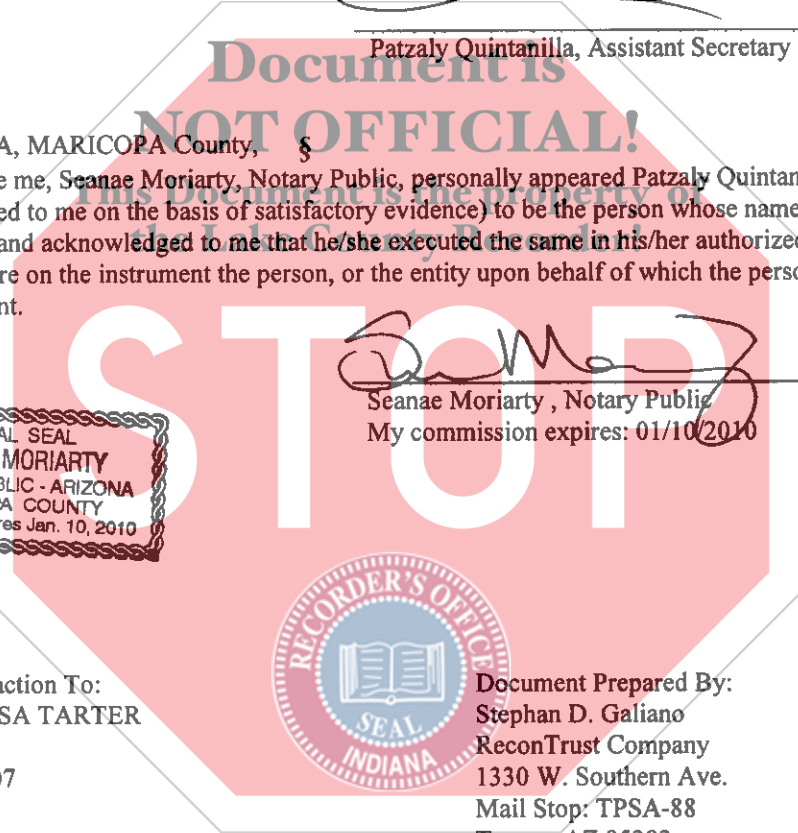 Patzaly Quintanilla, Assistant Secretary
Document is
NOT OFFICIAL!
This Document is the property of
the Lake County Recorder!
A, MARICOPA County, §
e me, Seanae Moriarty, Notary Public, personally appeared Patzaly Quintan
ed to me on the basis of satisfactory evidence) to be the person whose name
and acknowledged to me that he/she executed the same in his/her authorized
re on the instrument the person, or the entity upon behalf of which the perso
nt.
STOP
Seanae Moriarty , Notary Public
My commission expires: 01/10/2010
AL SEAL
MORIARTY
BLIC - ARIZONA
PA COUNTY
res Jan. 10, 2010
RECORDER'S OFFICE
SEAL
INDIANA
action To:
SA TARTER
07
Document Prepared By:
Stephan D. Galiano
ReconTrust Company
1330 W. Southern Ave.
Mail Stop: TPSA-88